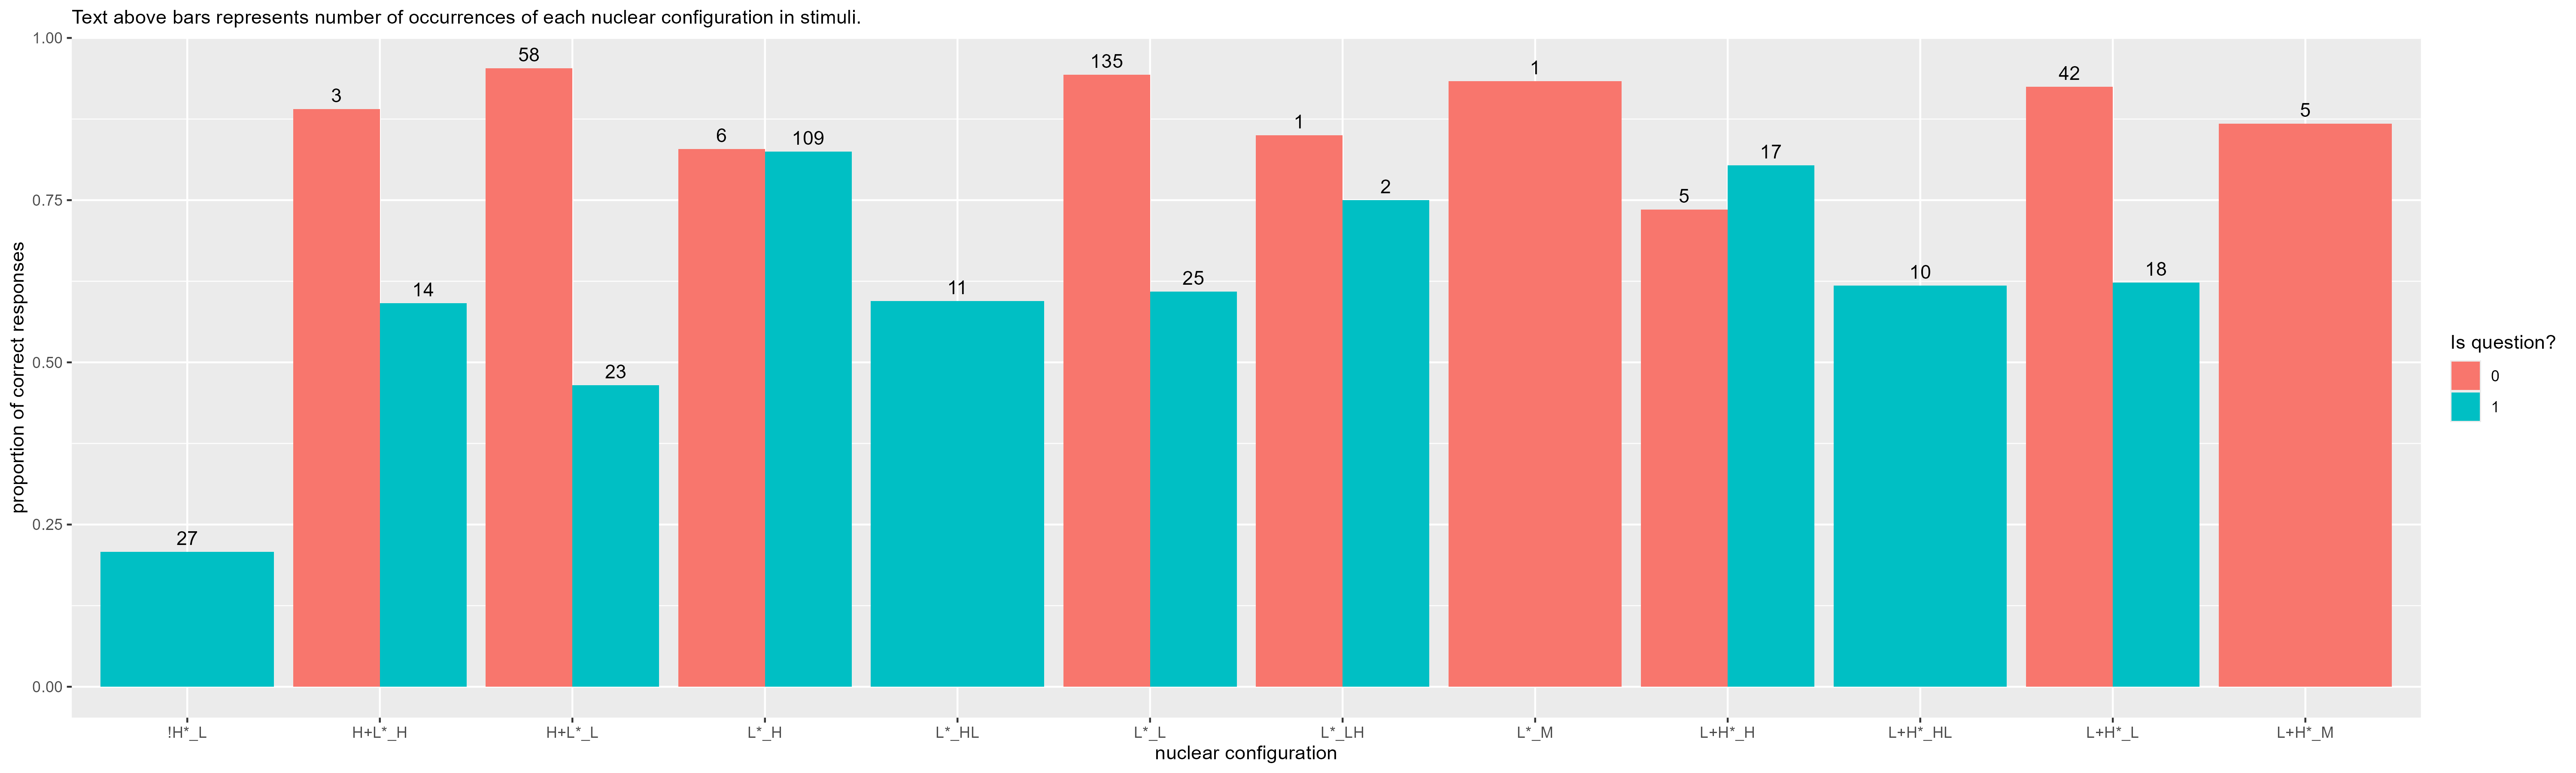 Text above bars represents number of occurrences of each nuclear configuration in stimuli.
proportion of correct responses
1.00
0.75
0.50
0.25
0.00
27
3
14
58
23
6
109
11
135
25
1
2
1
5
17
10
42
18
5
!H*_L
H+L*_H
H+L*_L
L*_H
L*_HL
L*_L
L*_LH
L*_M
L+H*_H
L+H*_HL
L+H*_L
L+H*_M
nuclear configuration
Is question?
0
1